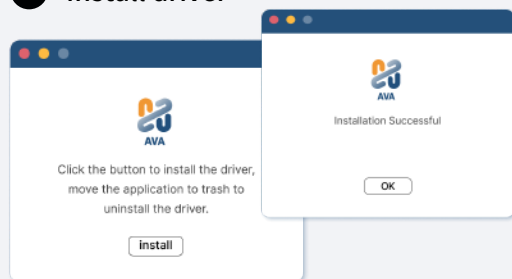 Install driver
AVA
Click the button to install the driver,
move the application to trash to
uninstall the driver.
install
AVA
Installation Successful
OK